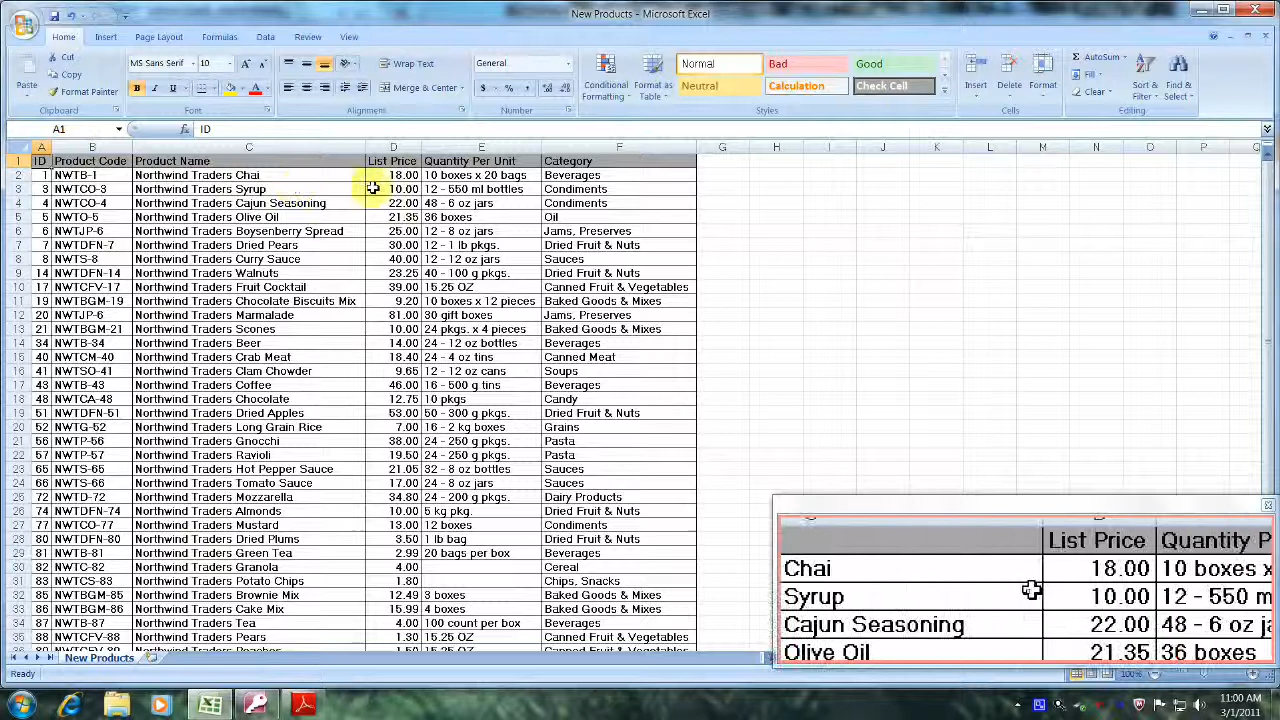 New Products - Microsoft Excel
Home Insert Page Layout Formulas Data Review View
Paste Cut Copy Format Painter Clipboard
MS Sans Serif 10 B I U Font
Wrap Text Merge & Center Alignment
General $ % , Number
Conditional Formatting Format as Table Normal Bad Good Neutral Calculation Check Cell Styles
Insert Delete Format Cells
AutoSum Fill Clear Sort & Filter Find & Select Editing
A1 fx ID
A B C D E F G H I J K L M N O P Q
1 ID Product Code Product Name List Price Quantity Per Unit Category
2 1 NWTB-1 Northwind Traders Chai 18.00 10 boxes x 20 bags Beverages
3 3 NWTCO-3 Northwind Traders Syrup 10.00 12 - 550 ml bottles Condiments
4 4 NWTCO-4 Northwind Traders Cajun Seasoning 22.00 48 - 6 oz jars Condiments
5 5 NWTO-5 Northwind Traders Olive Oil 21.35 36 boxes Oil
6 6 NWTJP-6 Northwind Traders Boysenberry Spread 25.00 12 - 8 oz jars Jams, Preserves
7 7 NWTDFN-7 Northwind Traders Dried Pears 30.00 12 - 1 lb pkgs. Dried Fruit & Nuts
8 8 NWTS-8 Northwind Traders Curry Sauce 40.00 12 - 12 oz jars Sauces
9 14 NWTDFN-14 Northwind Traders Walnuts 23.25 40 - 100 g pkgs. Dried Fruit & Nuts
10 17 NWTCFV-17 Northwind Traders Fruit Cocktail 39.00 15.25 OZ Canned Fruit & Vegetables
11 19 NWTBGM-19 Northwind Traders Chocolate Biscuits Mix 9.20 10 boxes x 12 pieces Baked Goods & Mixes
12 20 NWTJP-6 Northwind Traders Marmalade 81.00 30 gift boxes Jams, Preserves
13 21 NWTBGM-21 Northwind Traders Scones 10.00 24 pkgs. x 4 pieces Baked Goods & Mixes
14 34 NWTB-34 Northwind Traders Beer 14.00 24 - 12 oz bottles Beverages
15 40 NWTCM-40 Northwind Traders Crab Meat 18.40 24 - 4 oz tins Canned Meat
16 41 NWTSO-41 Northwind Traders Clam Chowder 9.65 12 - 12 oz cans Soups
17 43 NWTB-43 Northwind Traders Coffee 46.00 16 - 500 g tins Beverages
18 48 NWTCA-48 Northwind Traders Chocolate 12.75 10 pkgs Candy
19 51 NWTDFN-51 Northwind Traders Dried Apples 53.00 50 - 300 g pkgs. Dried Fruit & Nuts
20 52 NWTG-52 Northwind Traders Long Grain Rice 7.00 16 - 2 kg boxes Grains
21 56 NWTP-56 Northwind Traders Gnocchi 38.00 24 - 250 g pkgs. Pasta
22 57 NWTP-57 Northwind Traders Ravioli 19.50 24 - 250 g pkgs. Pasta
23 65 NWTS-65 Northwind Traders Hot Pepper Sauce 21.05 32 - 8 oz bottles Sauces
24 66 NWTS-66 Northwind Traders Tomato Sauce 17.00 24 - 8 oz jars Sauces
25 72 NWTD-72 Northwind Traders Mozzarella 34.80 24 - 200 g pkgs. Dairy Products
26 74 NWTDFN-74 Northwind Traders Almonds 10.00 5 kg pkg. Dried Fruit & Nuts
27 77 NWTCO-77 Northwind Traders Mustard 13.00 12 boxes Condiments
28 80 NWTDFN-80 Northwind Traders Dried Plums 3.50 1 lb bag Dried Fruit & Nuts
29 81 NWTB-81 Northwind Traders Green Tea 2.99 20 bags per box Beverages
30 82 NWTC-82 Northwind Traders Granola 4.00 Cereal
31 83 NWTCS-83 Northwind Traders Potato Chips 1.80 Chips, Snacks
32 85 NWTBGM-85 Northwind Traders Brownie Mix 12.49 3 boxes Baked Goods & Mixes
33 86 NWTBGM-86 Northwind Traders Cake Mix 15.99 4 boxes Baked Goods & Mixes
34 87 NWTB-87 Northwind Traders Tea 4.00 100 count per box Beverages
35 88 NWTCFV-88 Northwind Traders Pears 1.30 15.25 OZ Canned Fruit & Vegetables
List Price Quantity P
Chai 18.00 10 boxes x
Syrup 10.00 12 - 550 m
Cajun Seasoning 22.00 48 - 6 oz ja
Olive Oil 21.35 36 boxes
New Products
Ready 100%
11:00 AM
3/1/2011